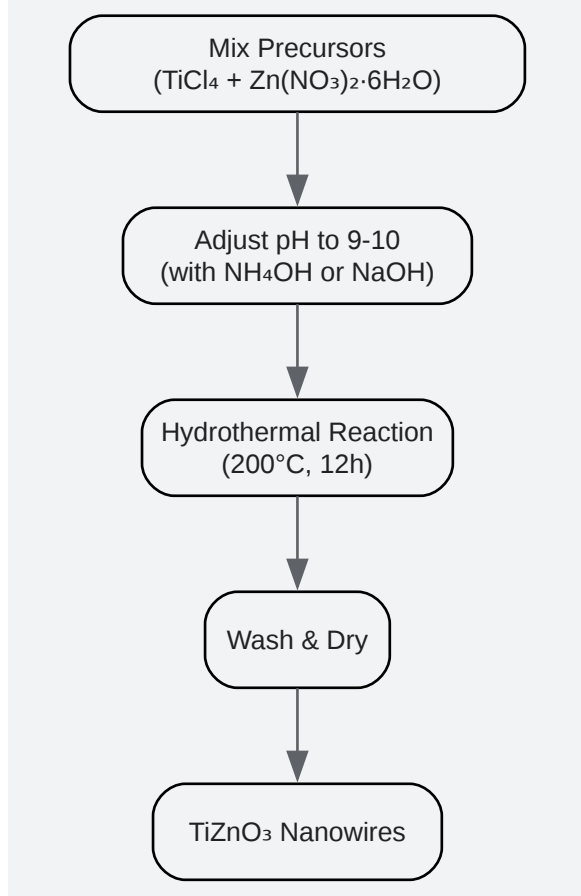 Mix Precursors
(TiCl₄ + Zn(NO₃)₂·6H₂O)
Adjust pH to 9-10
(with NH₄OH or NaOH)
Hydrothermal Reaction
(200°C, 12h)
Wash & Dry
TiZnO₃ Nanowires